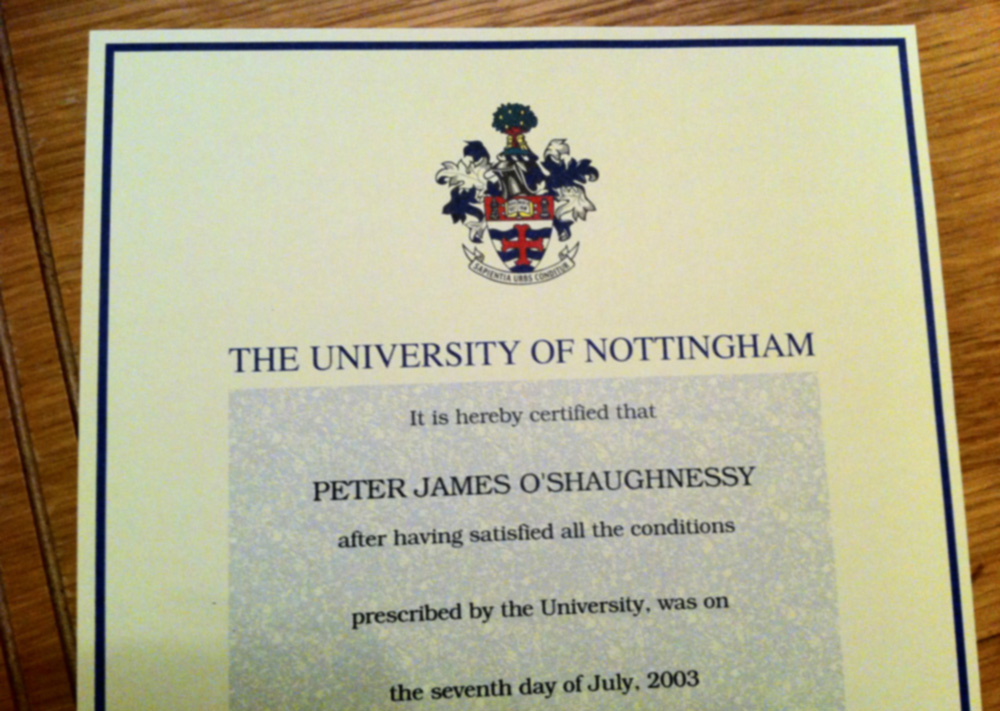 SAPIENTIA URBS CONDITUR
THE UNIVERSITY OF NOTTINGHAM
It is hereby certified that
PETER JAMES O'SHAUGHNESSY
after having satisfied all the conditions
prescribed by the University, was on
the seventh day of July, 2003